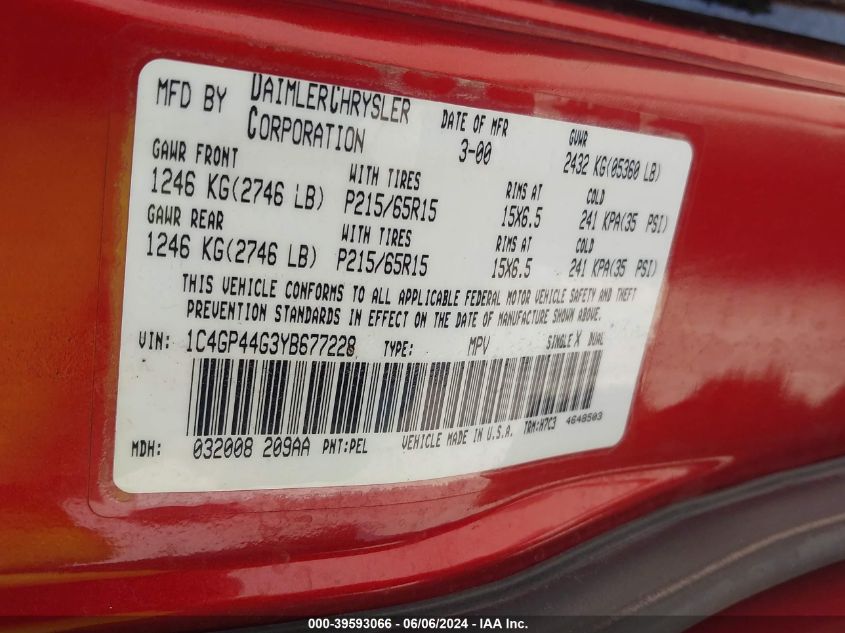 MFD BY DAIMLERCHRYSLER CORPORATION DATE OF MFR 3-00 GVWR 2432 KG(05360 LB)
GAWR FRONT WITH TIRES RIMS AT COLD
1246 KG(2746 LB) P215/65R15 15X6.5 241 KPA(35 PSI)
GAWR REAR WITH TIRES RIMS AT COLD
1246 KG(2746 LB) P215/65R15 15X6.5 241 KPA(35 PSI)
THIS VEHICLE CONFORMS TO ALL APPLICABLE FEDERAL MOTOR VEHICLE SAFETY AND THEFT
PREVENTION STANDARDS IN EFFECT ON THE DATE OF MANUFACTURE SHOWN ABOVE.
VIN: 1C4GP44G3YB677228 TYPE: MPV SINGLE X DUAL
MDH: 032008 209AA PNT:PEL VEHICLE MADE IN U.S.A. TRM:H7C3 4648503
000-39593066 - 06/06/2024 - IAA Inc.